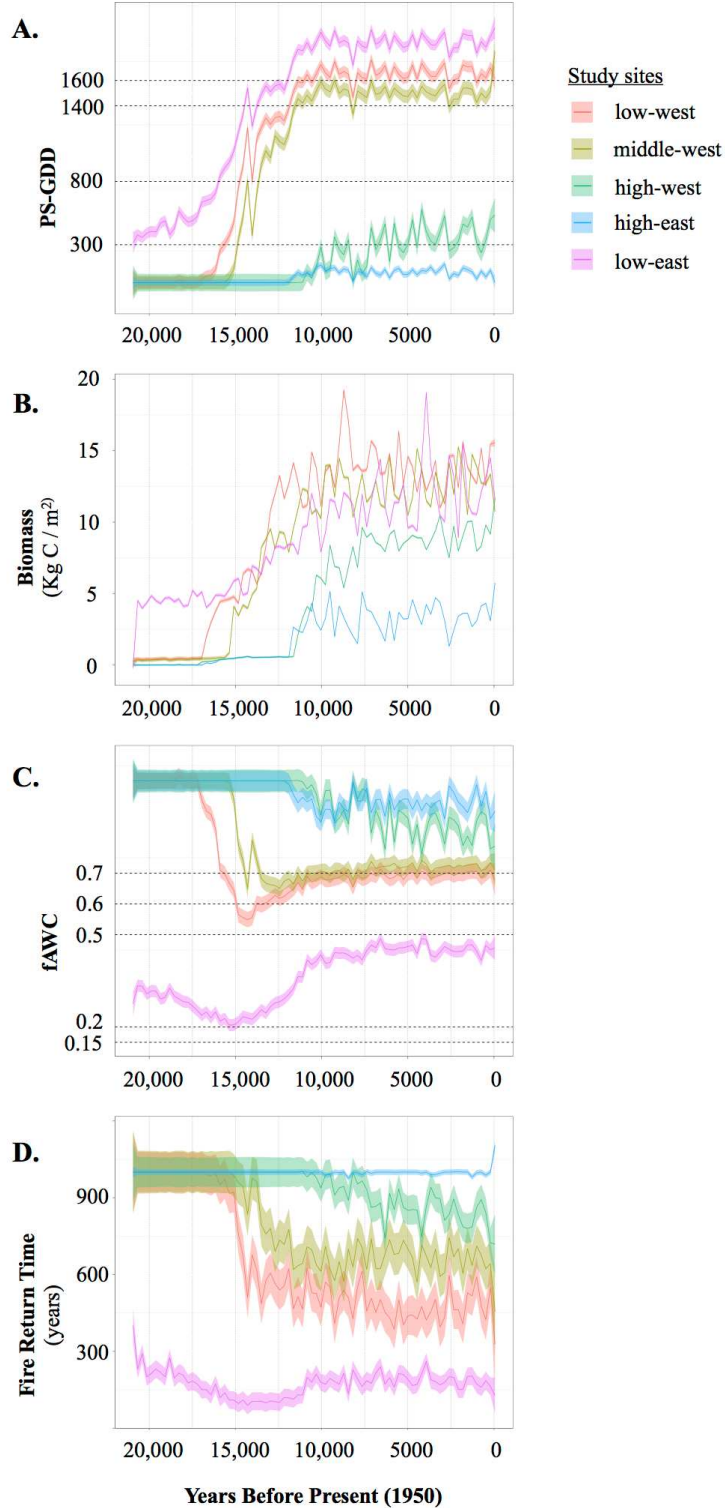 A.
PS-GDD
1600
1400
800
300
20,000 15,000 10,000 5000 0
Study sites
low-west
middle-west
high-west
high-east
low-east
B.
Biomass
(Kg C / m²)
20
15
10
5
0
20,000 15,000 10,000 5000 0
C.
fAWC
0.7
0.6
0.5
0.2
0.15
20,000 15,000 10,000 5000 0
D.
Fire Return Time
(years)
900
600
300
20,000 15,000 10,000 5000 0
Years Before Present (1950)